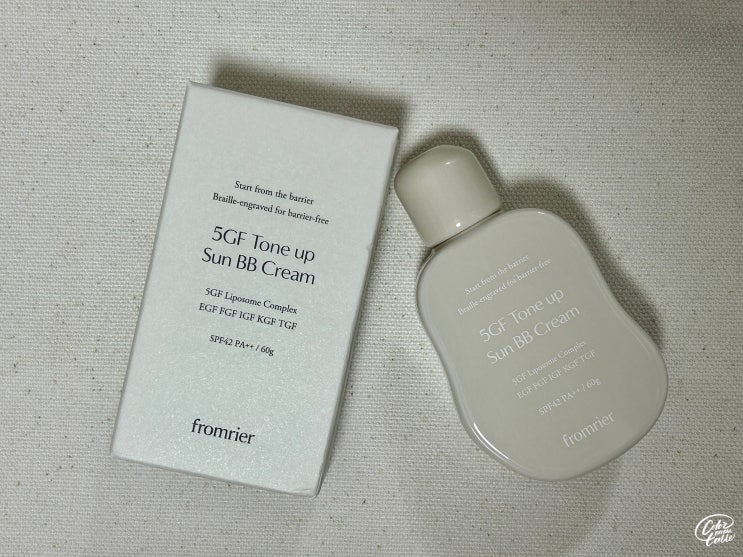 Start from the barrier
Braille-engraved for barrier-free
5GF Tone up
Sun BB Cream
5GF Liposome Complex
EGF FGF IGF KGF TGF
SPF42 PA++ / 60g
fromrier
Start from the barrier
Braille-engraved for barrier-free
5GF Tone up
Sun BB Cream
5GF Liposome Complex
EGF FGF IGF KGF TGF
SPF42 PA++ / 60g
fromrier